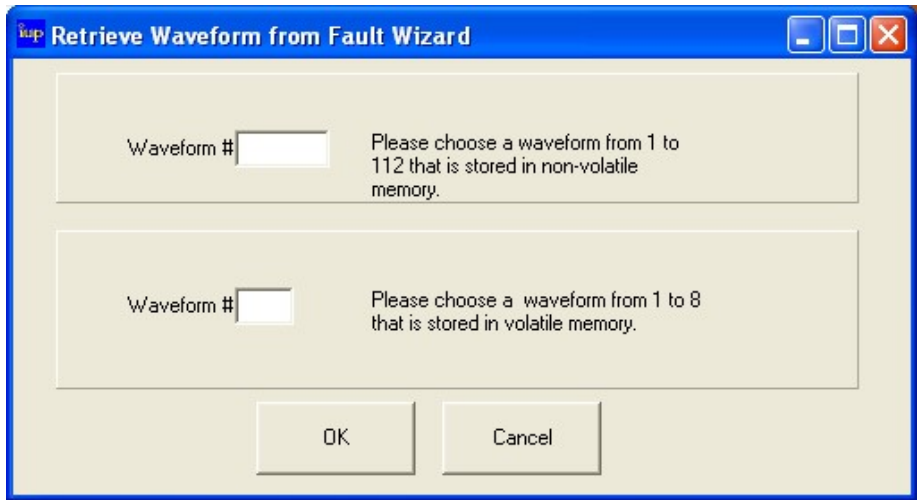 iup Retrieve Waveform from Fault Wizard
Waveform #
Please choose a waveform from 1 to
112 that is stored in non-volatile
memory.
Waveform #
Please choose a  waveform from 1 to 8
that is stored in volatile memory.
OK
Cancel